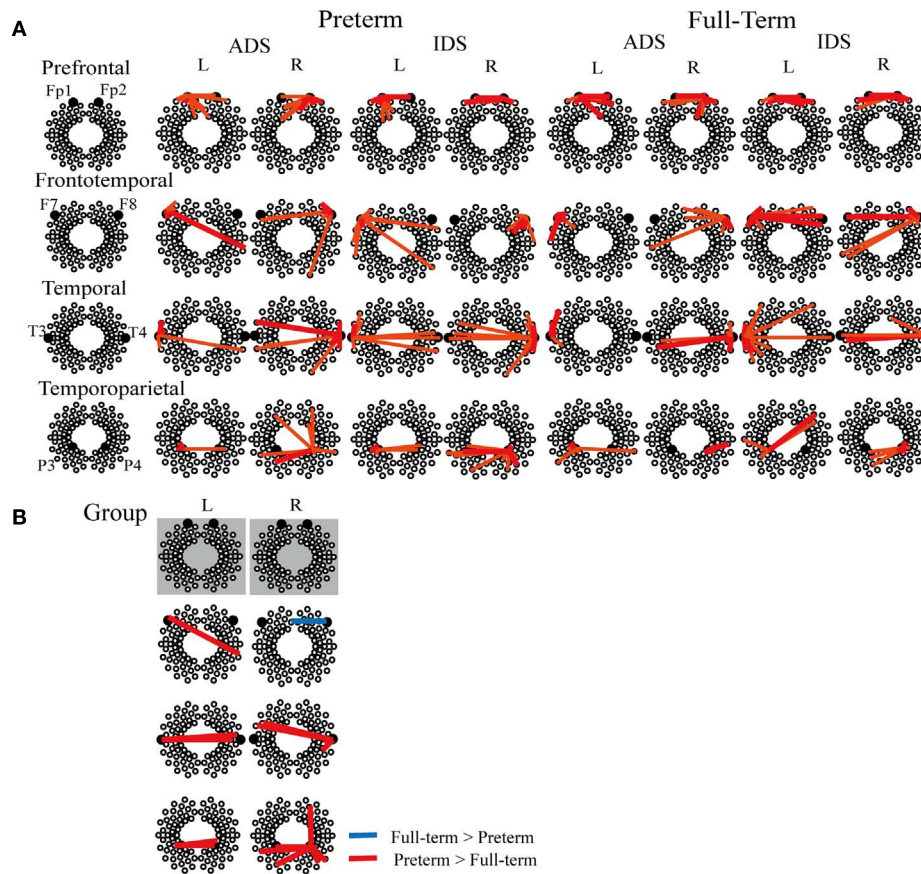 A
Preterm Full-Term
ADS IDS ADS IDS
L R L R L R L R
Prefrontal
Fp1 Fp2
Frontotemporal
F7 F8
Temporal
T3 T4
Temporoparietal
P3 P4
B
Group L R
Full-term > Preterm
Preterm > Full-term